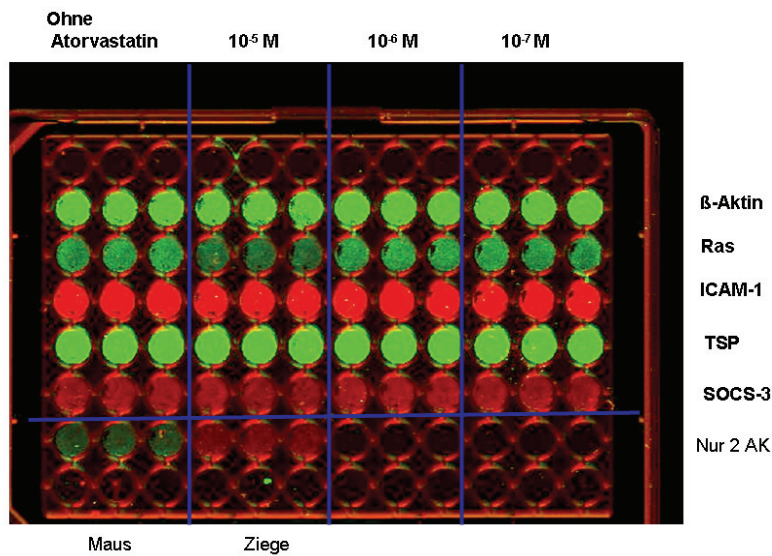 Ohne
Atorvastatin 10⁻⁵ M 10⁻⁶ M 10⁻⁷ M
ß-Aktin
Ras
ICAM-1
TSP
SOCS-3
Nur 2 AK
Maus Ziege